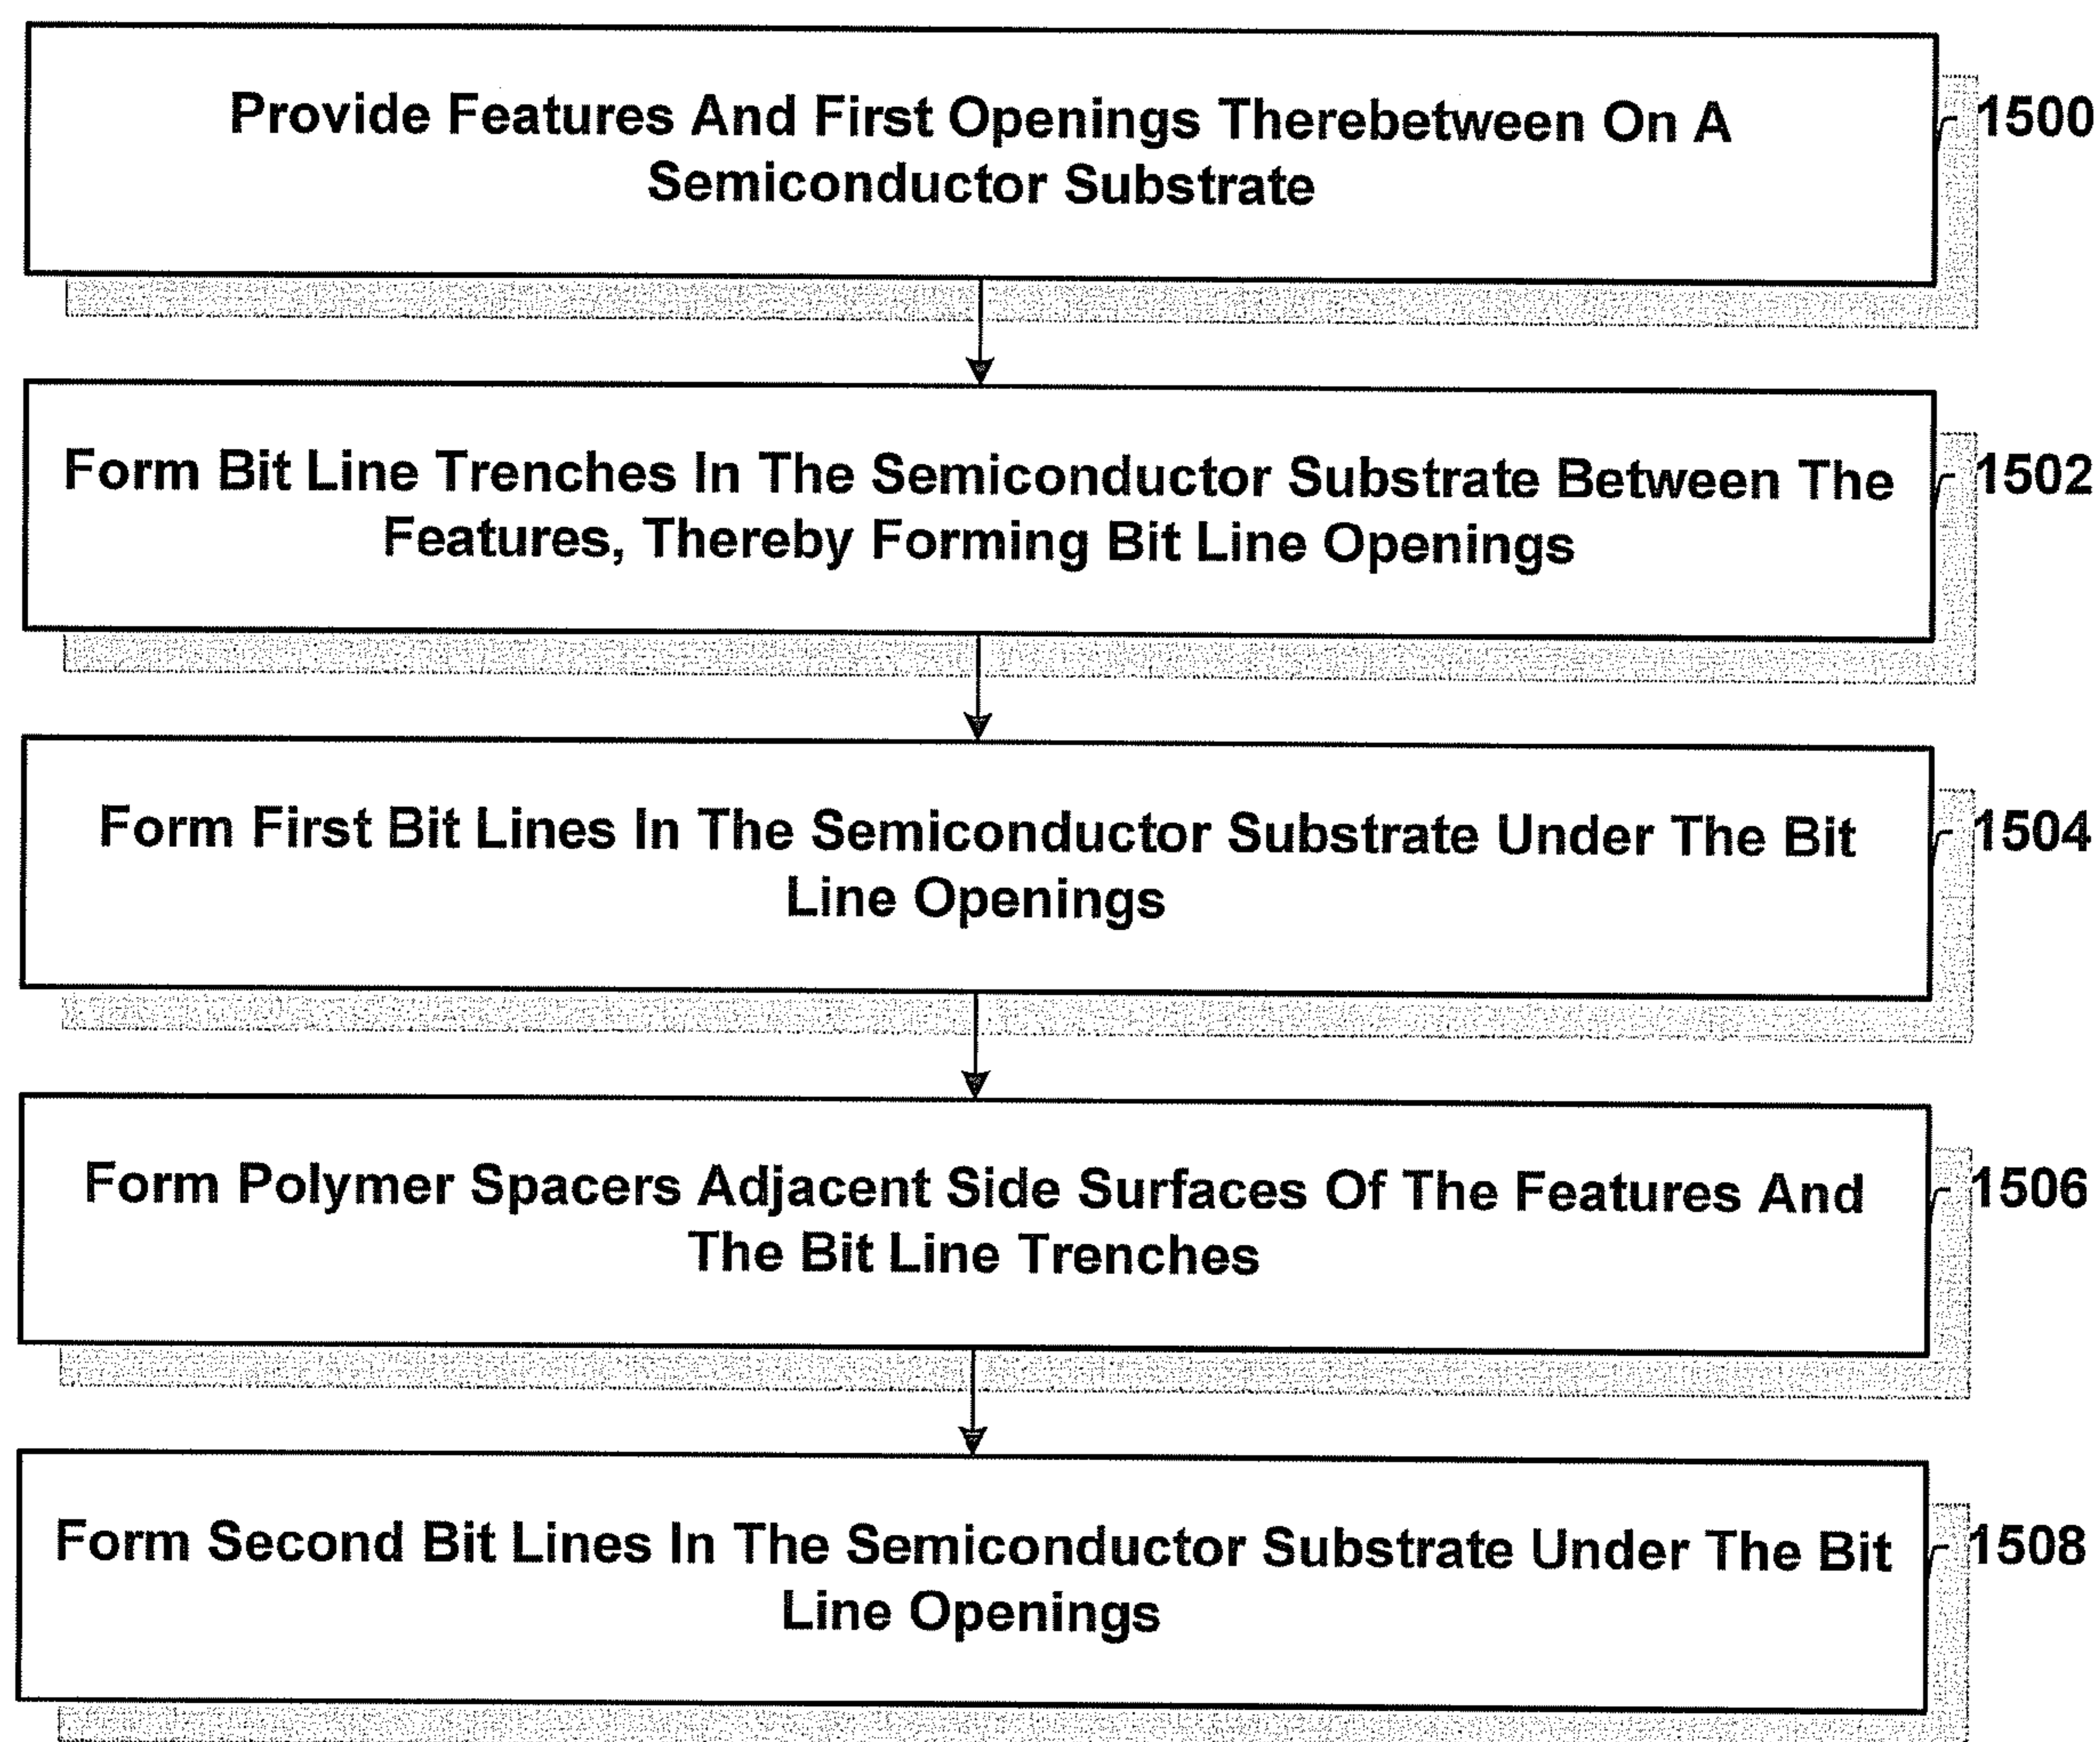 Provide Features And First Openings Therebetween On A
Semiconductor Substrate
1500
Form Bit Line Trenches In The Semiconductor Substrate Between The
Features, Thereby Forming Bit Line Openings
1502
Form First Bit Lines In The Semiconductor Substrate Under The Bit
Line Openings
1504
Form Polymer Spacers Adjacent Side Surfaces Of The Features And
The Bit Line Trenches
1506
Form Second Bit Lines In The Semiconductor Substrate Under The Bit
Line Openings
1508